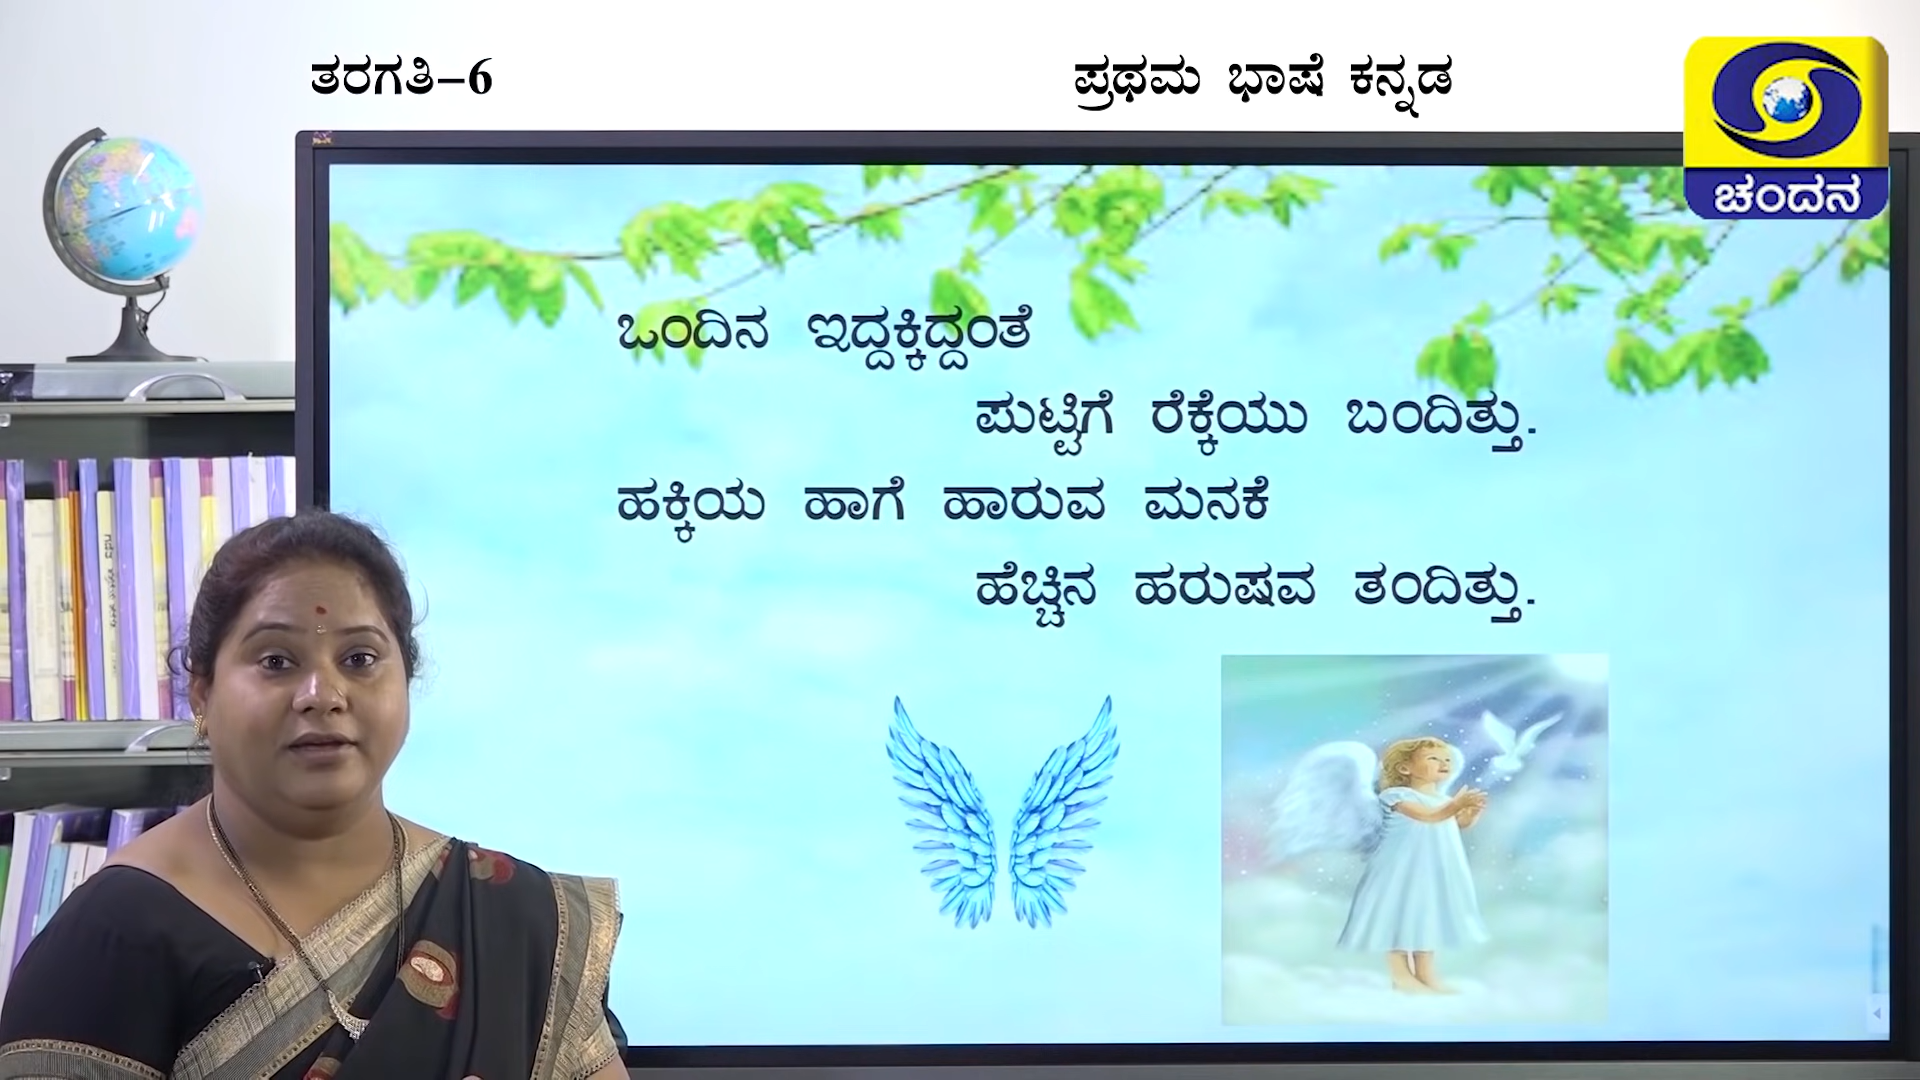 ತರಗತಿ-6
ಪ್ರಥಮ ಭಾಷೆ ಕನ್ನಡ
ಚಂದನ
ಒಂದಿನ ಇದ್ದಕ್ಕಿದ್ದಂತೆ
ಪುಟ್ಟಿಗೆ ರೆಕ್ಕೆಯು ಬಂದಿತ್ತು.
ಹಕ್ಕಿಯ ಹಾಗೆ ಹಾರುವ ಮನಕೆ
ಹೆಚ್ಚಿನ ಹರುಷವ ತಂದಿತ್ತು.